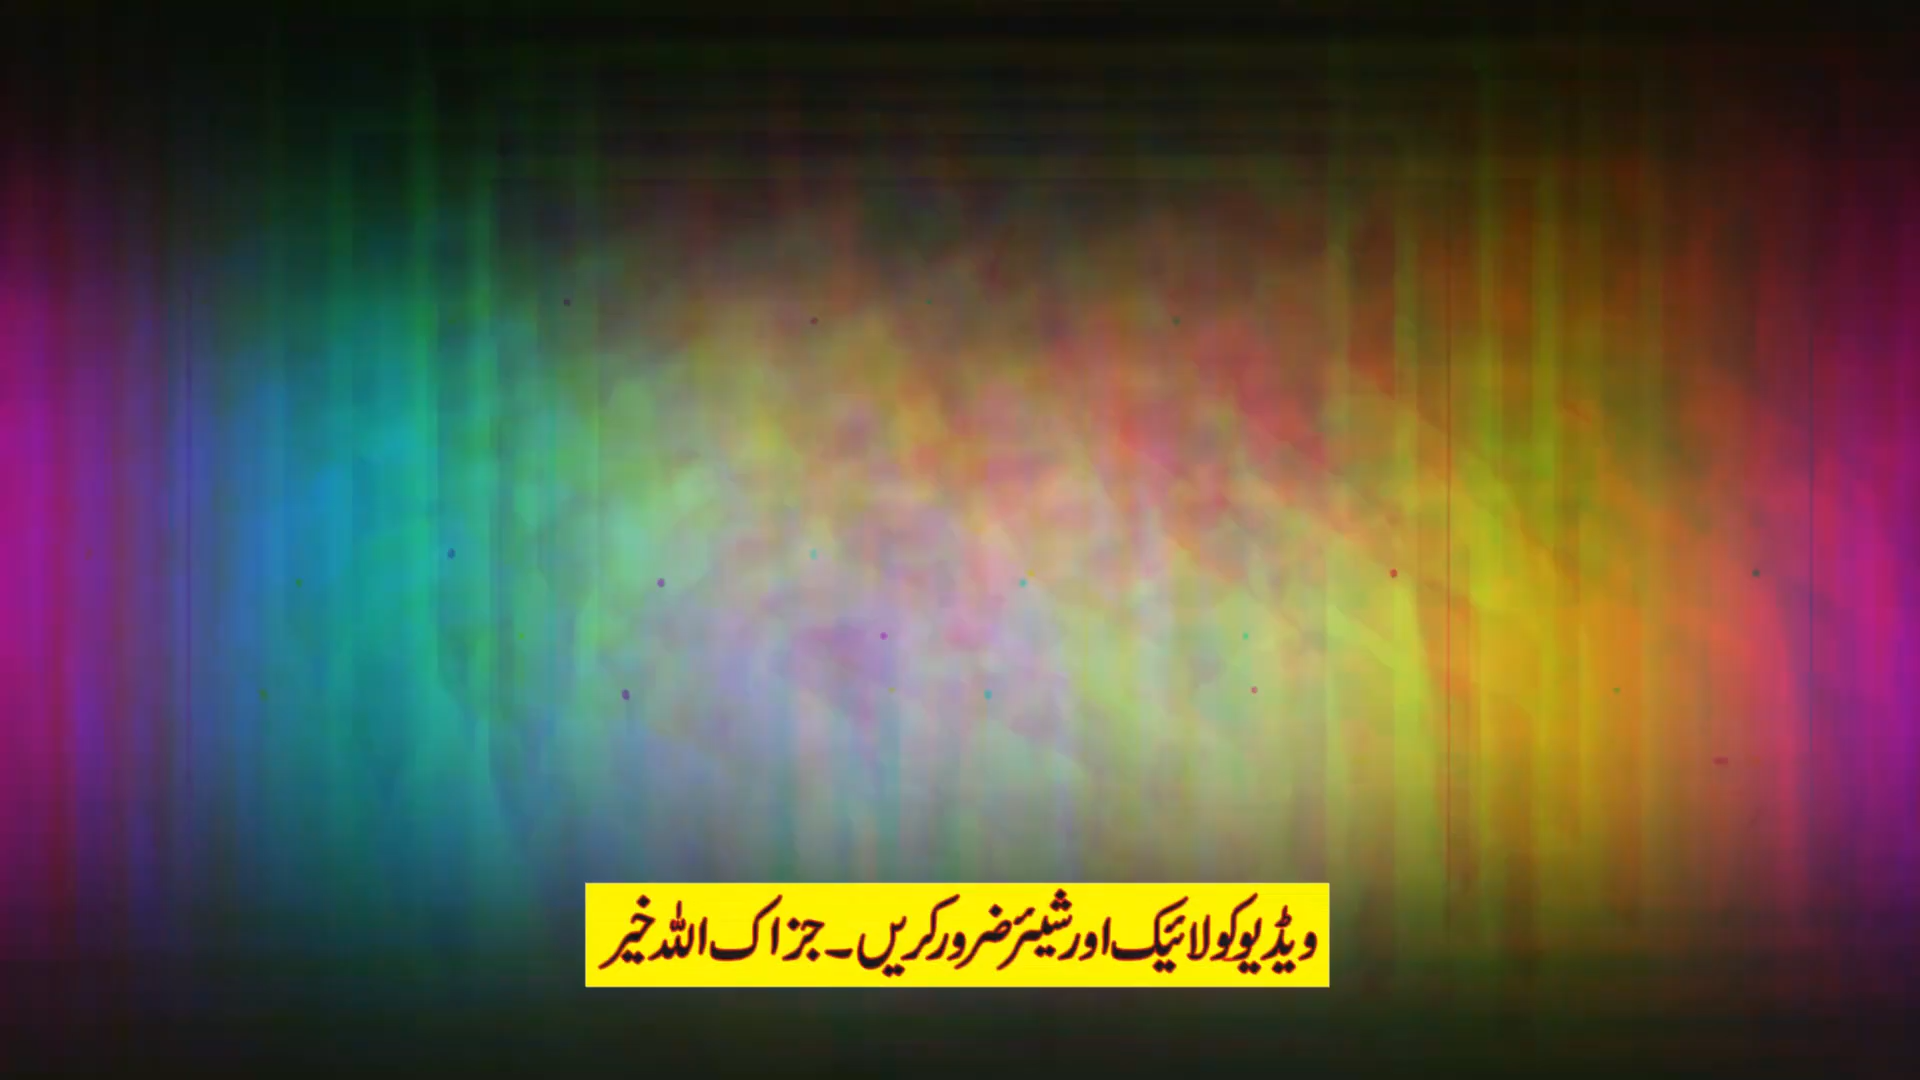 ویڈیو کو لائیک اور شیئر ضرور کریں۔ جزاک اللہ خیر